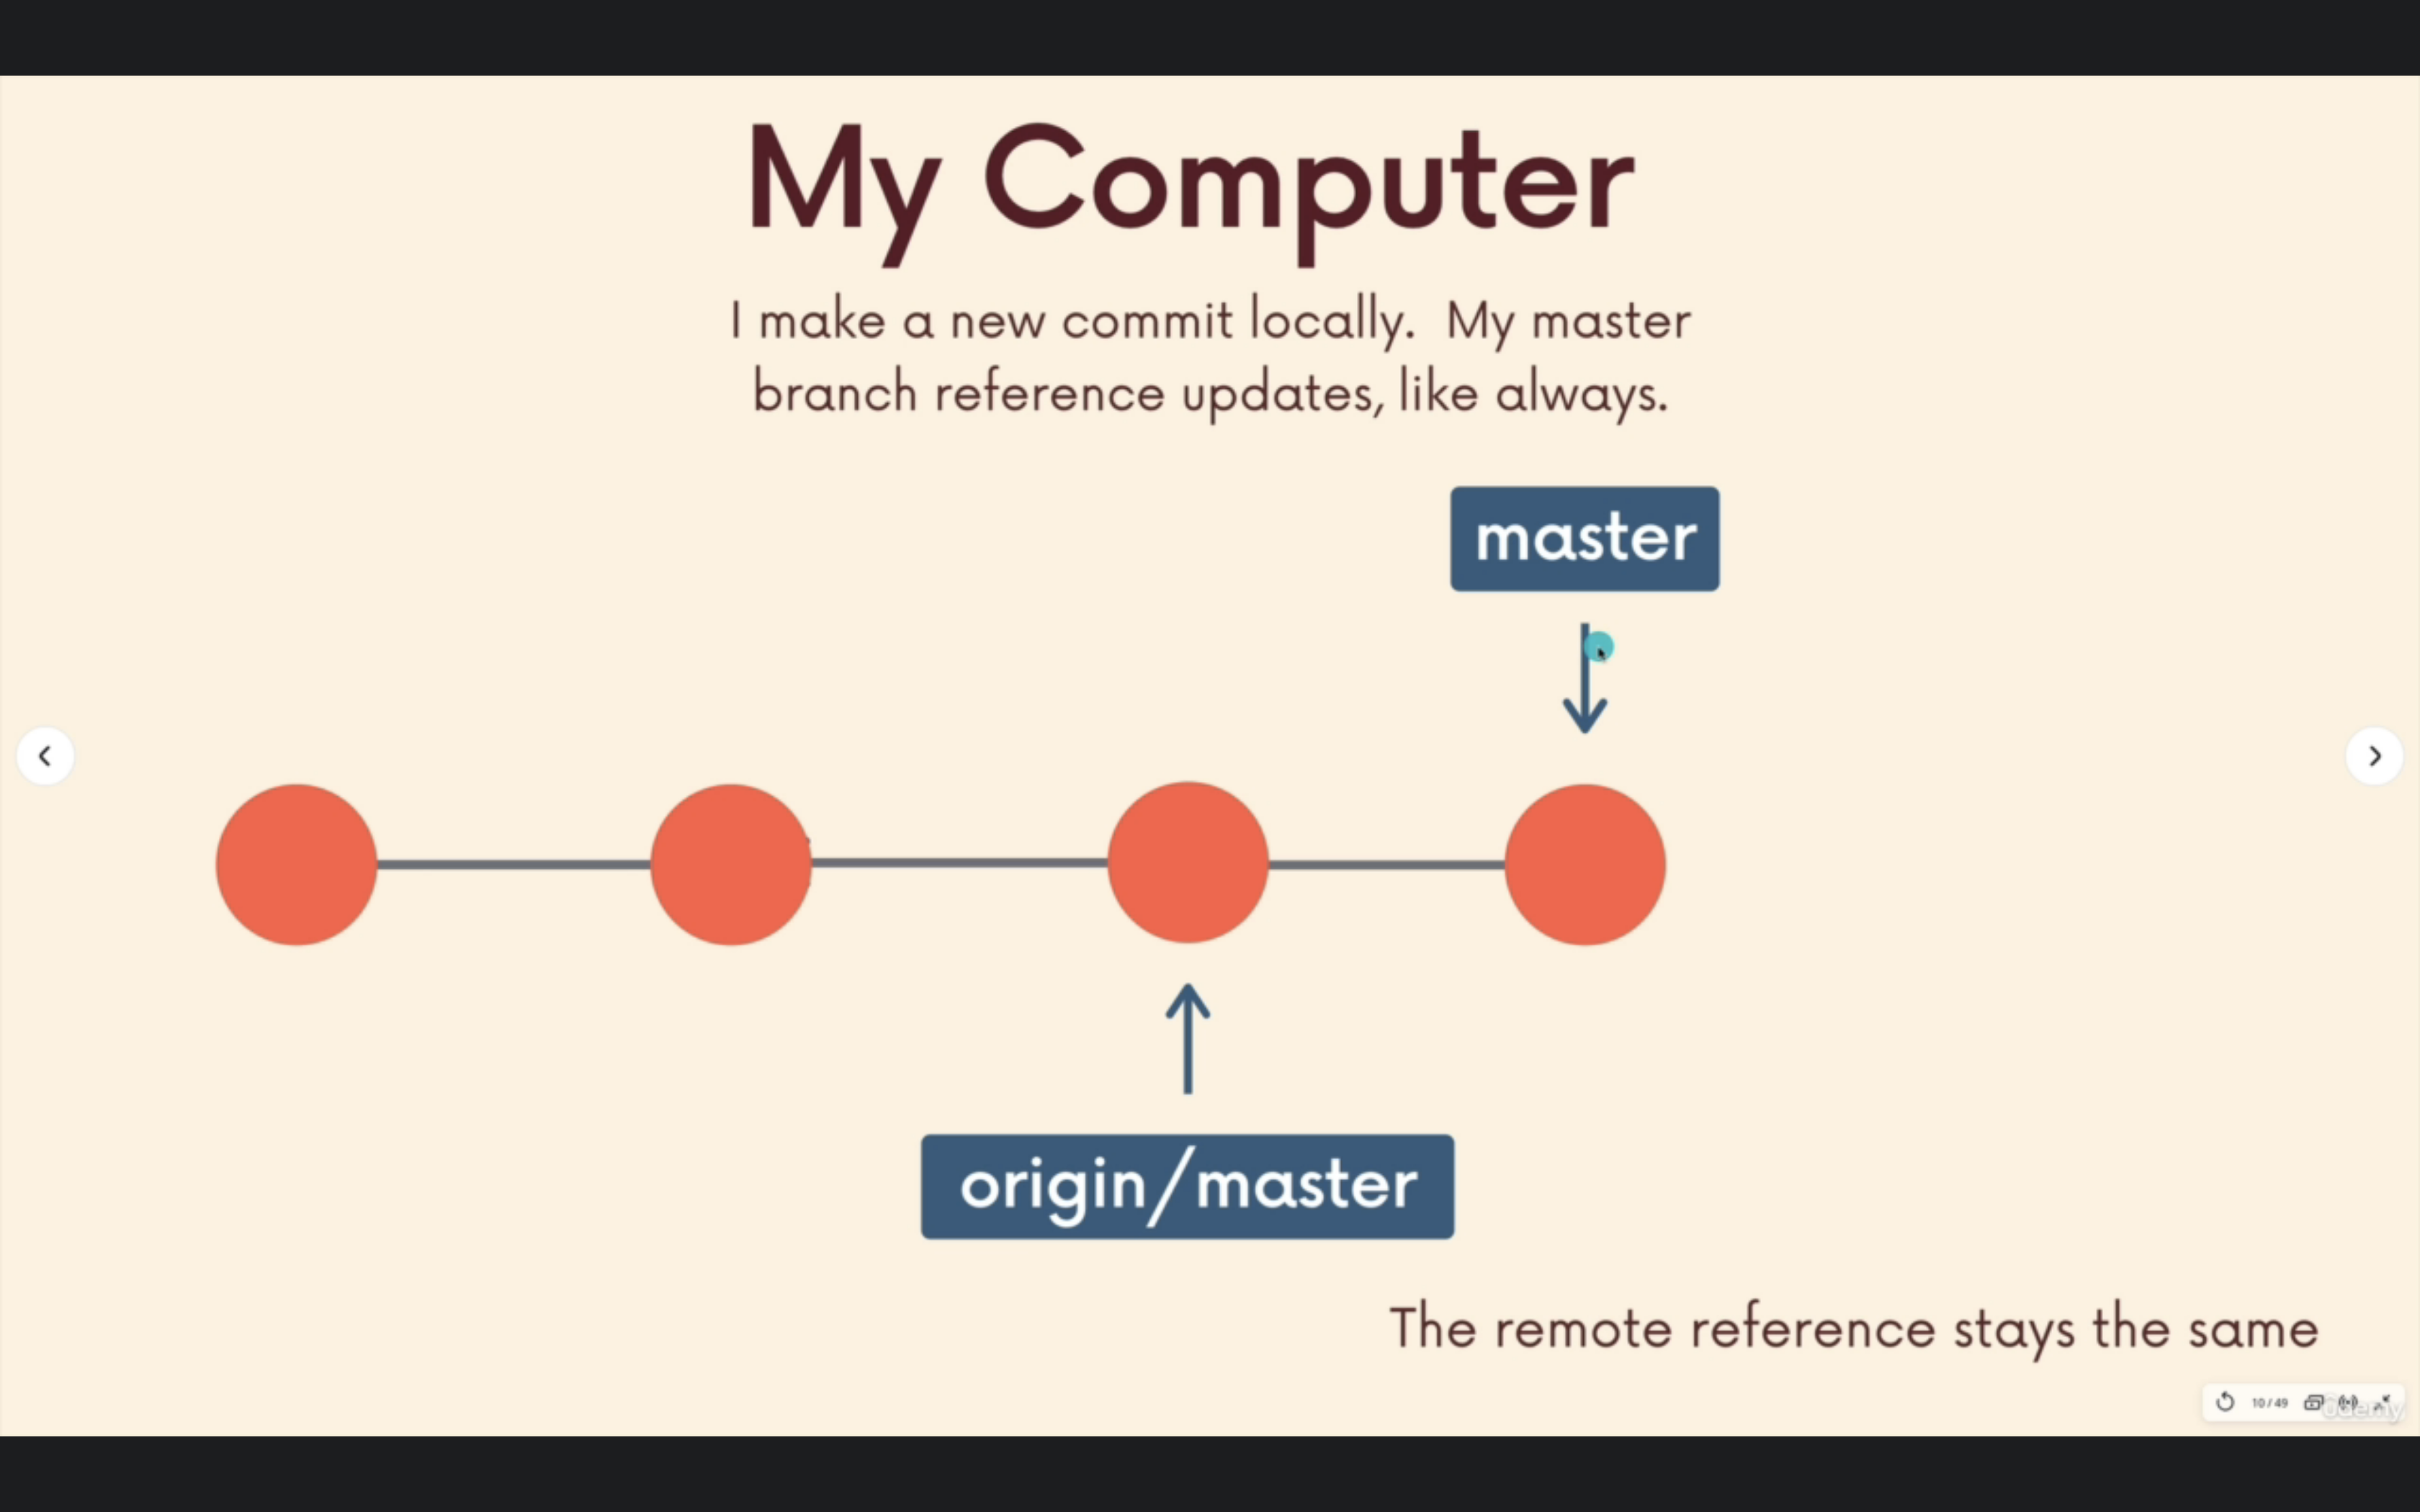 My Computer
I make a new commit locally. My master
branch reference updates, like always.
master
origin/master
The remote reference stays the same
10 / 49
Udemy